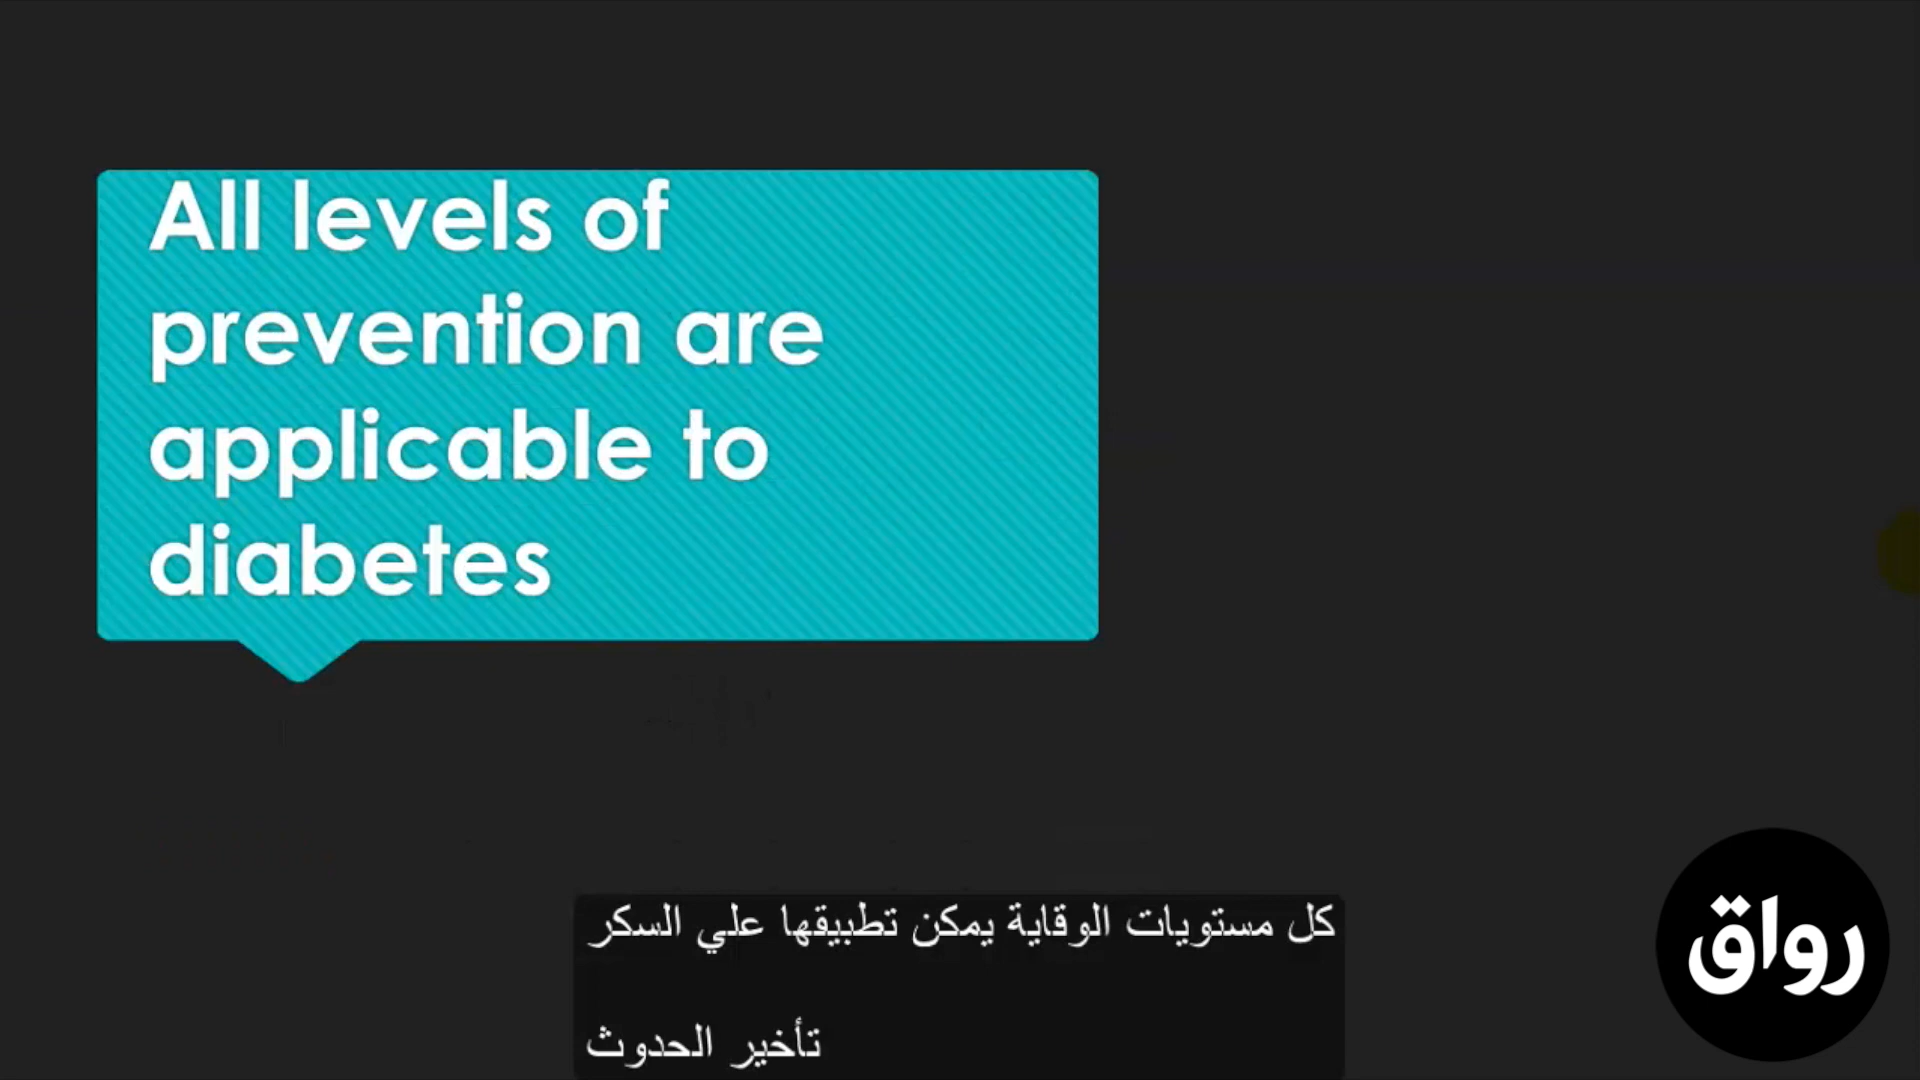 All levels of
prevention are
applicable to
diabetes
كل مستويات الوقاية يمكن تطبيقها علي السكر
تأخير الحدوث
رواق